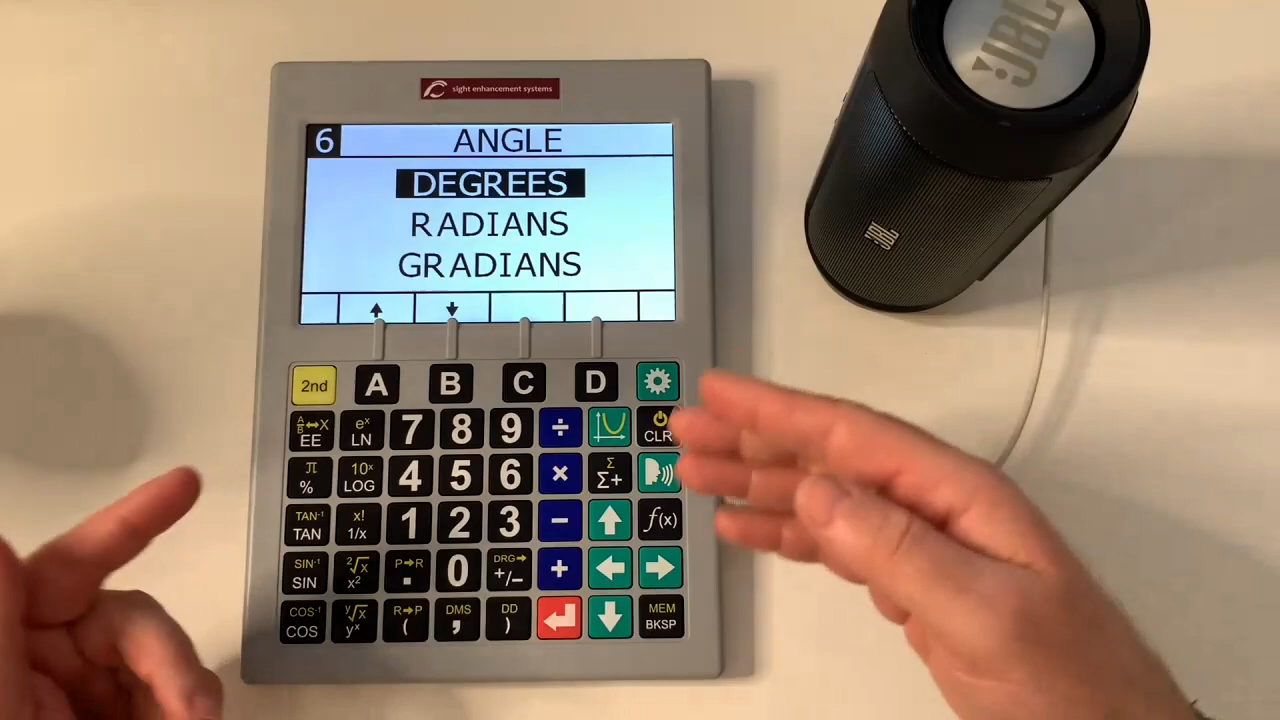 sight enhancement systems
JBL
6 ANGLE
DEGREES
RADIANS
GRADIANS
2nd A B C D
A/B↔X eˣ
EE LN 7 8 9 ÷ CLR
π 10ˣ Σ
% LOG 4 5 6 × Σ+
TAN⁻¹ x!
TAN 1/x 1 2 3 − f(x)
SIN⁻¹ ²√x P→R DRG→
SIN x² . 0 +/− +
COS⁻¹ ʸ√x R→P DMS DD MEM
COS yˣ ( , ) BKSP